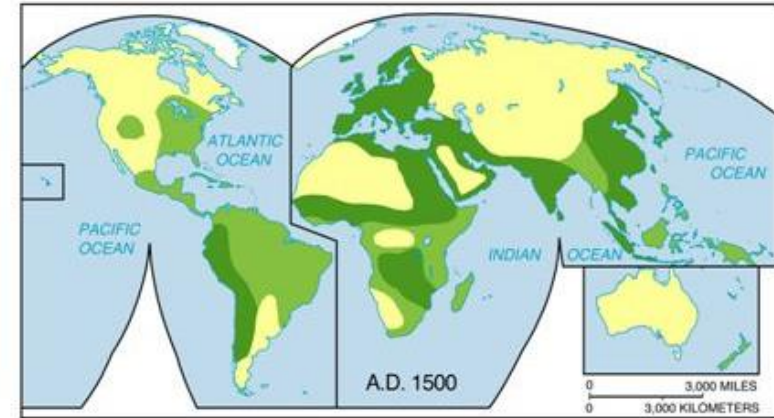 ATLANTIC
OCEAN
PACIFIC
OCEAN
PACIFIC
OCEAN
INDIAN
OCEAN
A.D. 1500
0 3,000 MILES
0 3,000 KILOMETERS